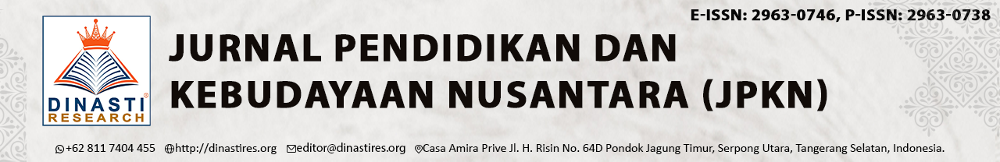 E-ISSN: 2963-0746, P-ISSN: 2963-0738
DINASTI
RESEARCH
JURNAL PENDIDIKAN DAN
KEBUDAYAAN NUSANTARA (JPKN)
+62 811 7404 455 http://dinastires.org editor@dinastires.org Casa Amira Prive Jl. H. Risin No. 64D Pondok Jagung Timur, Serpong Utara, Tangerang Selatan, Indonesia.